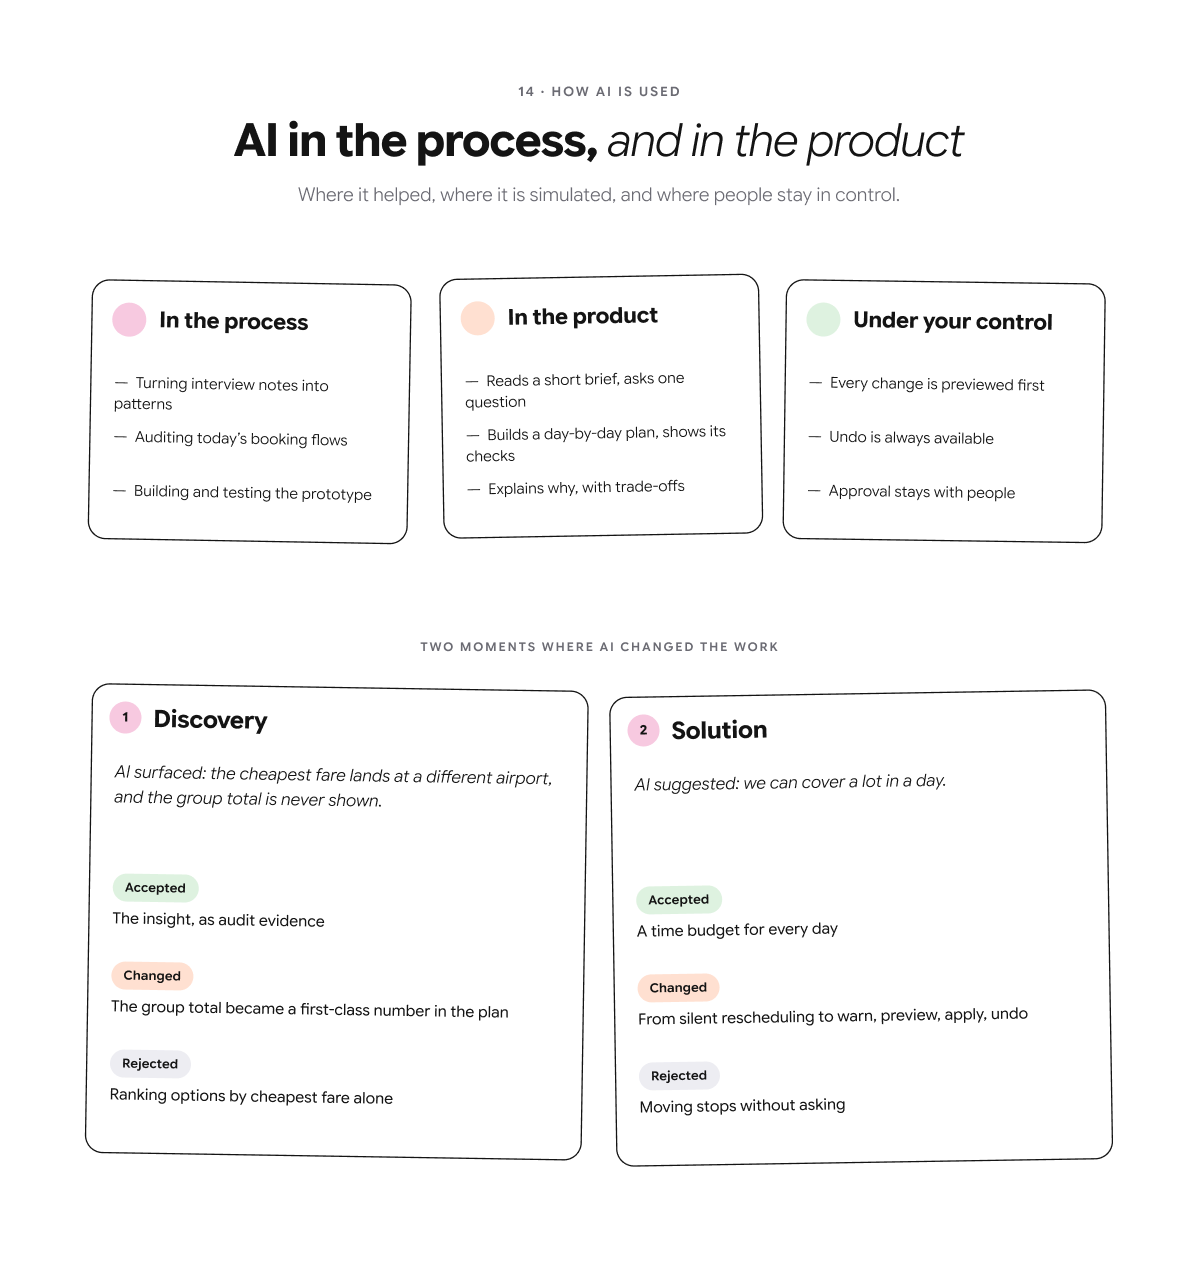 14 · HOW AI IS USED
AI in the process, and in the product
Where it helped, where it is simulated, and where people stay in control.
In the process
— Turning interview notes into
patterns
— Auditing today’s booking flows
— Building and testing the prototype
In the product
— Reads a short brief, asks one
question
— Builds a day-by-day plan, shows its
checks
— Explains why, with trade-offs
Under your control
— Every change is previewed first
— Undo is always available
— Approval stays with people
TWO MOMENTS WHERE AI CHANGED THE WORK
1 Discovery
AI surfaced: the cheapest fare lands at a different airport,
and the group total is never shown.
Accepted
The insight, as audit evidence
Changed
The group total became a first-class number in the plan
Rejected
Ranking options by cheapest fare alone
2 Solution
AI suggested: we can cover a lot in a day.
Accepted
A time budget for every day
Changed
From silent rescheduling to warn, preview, apply, undo
Rejected
Moving stops without asking